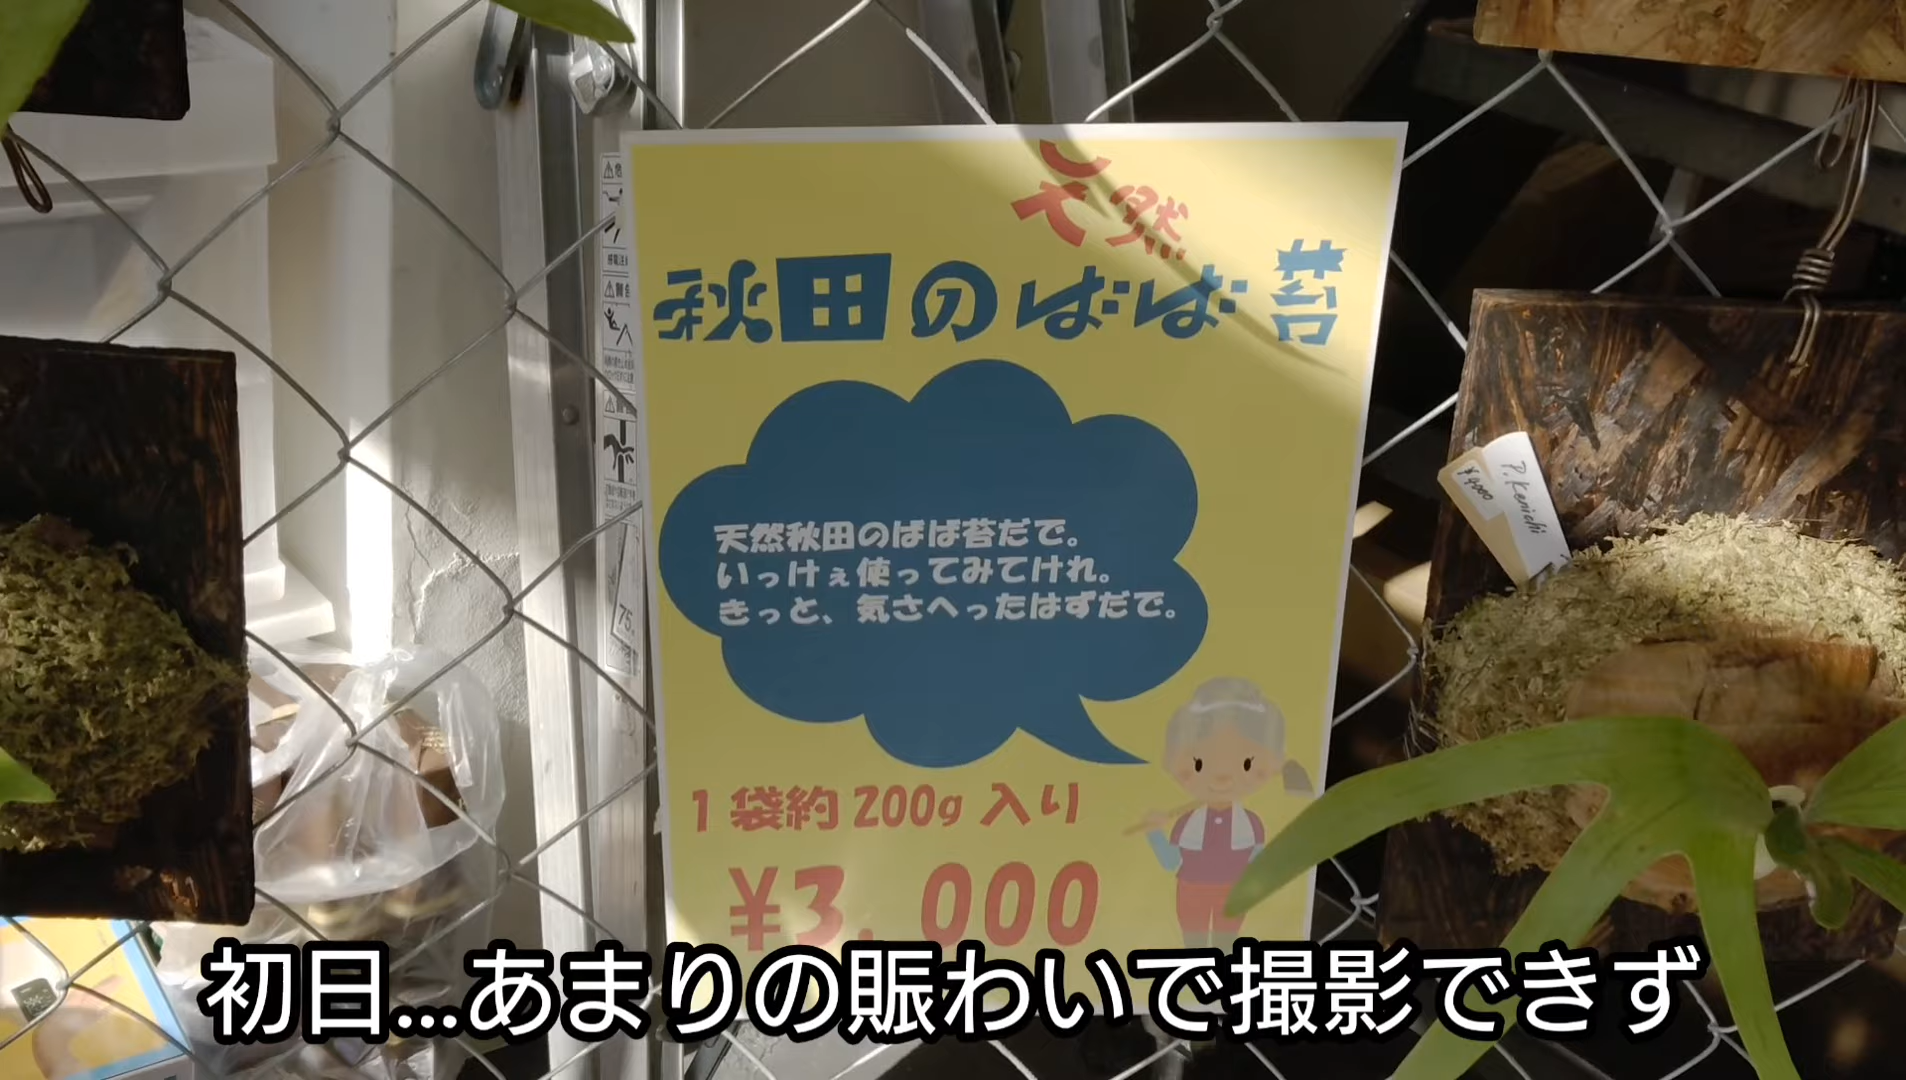 天然
秋田のばば苔
天然秋田のばば苔だで。
いっけぇ使ってみてけれ。
きっと、気さへったはずだで。
1袋約200g入り
¥3,000
P. Kenichi
¥9000
75
初日...あまりの賑わいで撮影できず